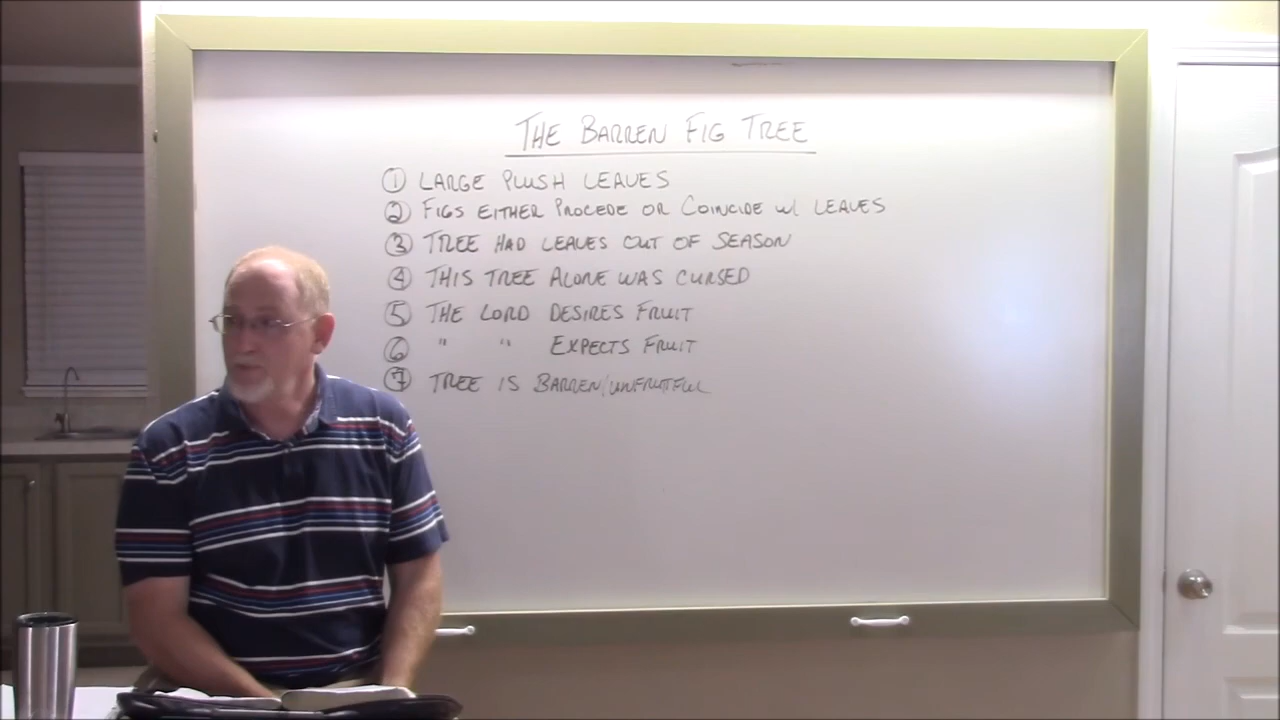 THE BARREN FIG TREE
① LARGE PLUSH LEAVES
② FIGS EITHER PROCEDE OR COINCIDE W/ LEAVES
③ TREE HAD LEAVES OUT OF SEASON
④ THIS TREE ALONE WAS CURSED
⑤ THE LORD DESIRES FRUIT
⑥ " " EXPECTS FRUIT
⑦ TREE IS BARREN/UNFRUTFUL